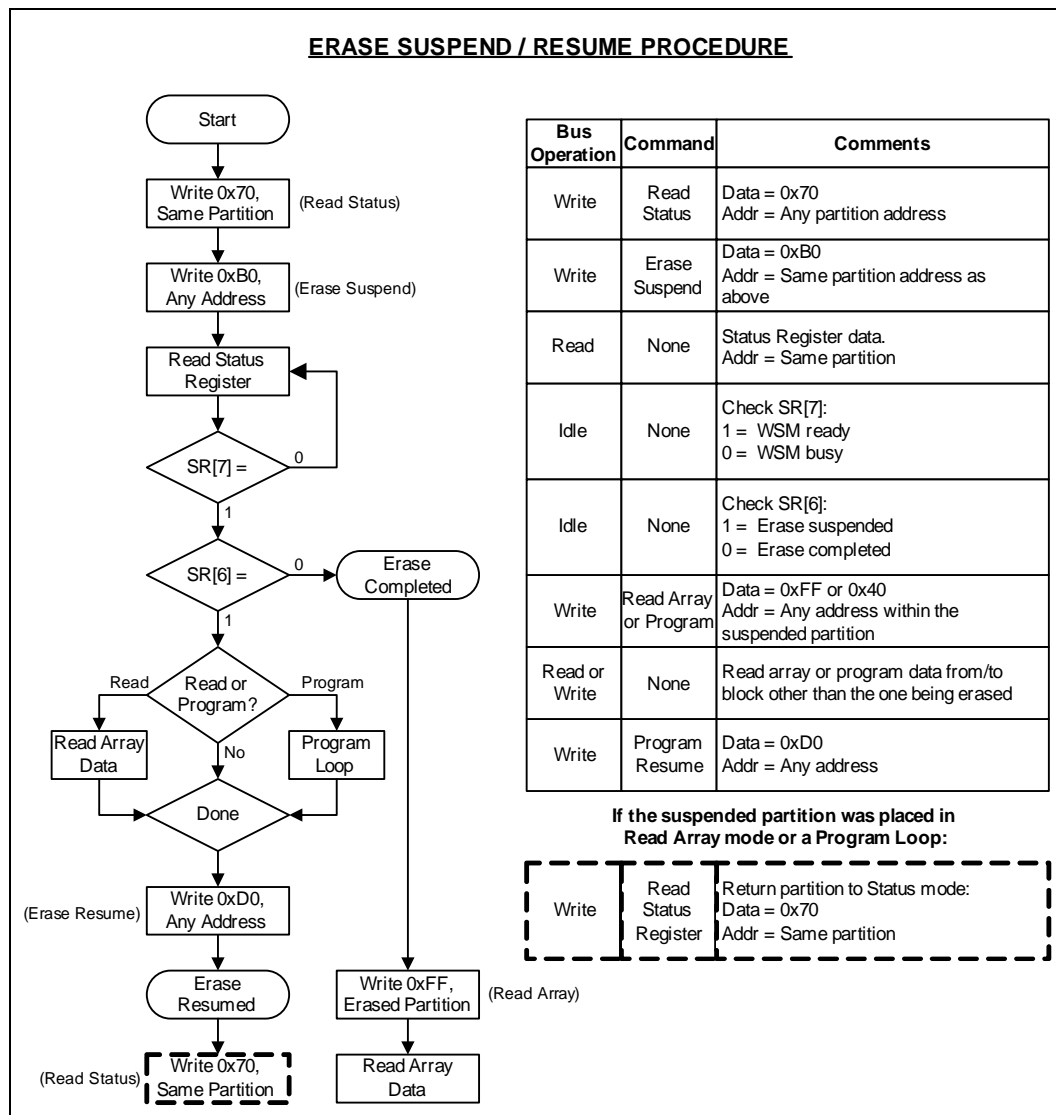 ERASE SUSPEND / RESUME PROCEDURE
Start
Write 0x70,
Same Partition
(Read Status)
Write 0xB0,
Any Address
(Erase Suspend)
Read Status
Register
SR[7] =
0
1
SR[6] =
0
1
Erase
Completed
Read or
Program?
Read
Program
No
Read Array
Data
Program
Loop
Done
(Erase Resume)
Write 0xD0,
Any Address
Erase
Resumed
(Read Status)
Write 0x70,
Same Partition
Write 0xFF,
Erased Partition
(Read Array)
Read Array
Data
Bus
Operation
Command
Comments
Write
Read
Status
Data = 0x70
Addr = Any partition address
Write
Erase
Suspend
Data = 0xB0
Addr = Same partition address as
above
Read
None
Status Register data.
Addr = Same partition
Idle
None
Check SR[7]:
1 = WSM ready
0 = WSM busy
Idle
None
Check SR[6]:
1 = Erase suspended
0 = Erase completed
Write
Read Array
or Program
Data = 0xFF or 0x40
Addr = Any address within the
suspended partition
Read or
Write
None
Read array or program data from/to
block other than the one being erased
Write
Program
Resume
Data = 0xD0
Addr = Any address
If the suspended partition was placed in
Read Array mode or a Program Loop:
Write
Read
Status
Register
Return partition to Status mode:
Data = 0x70
Addr = Same partition